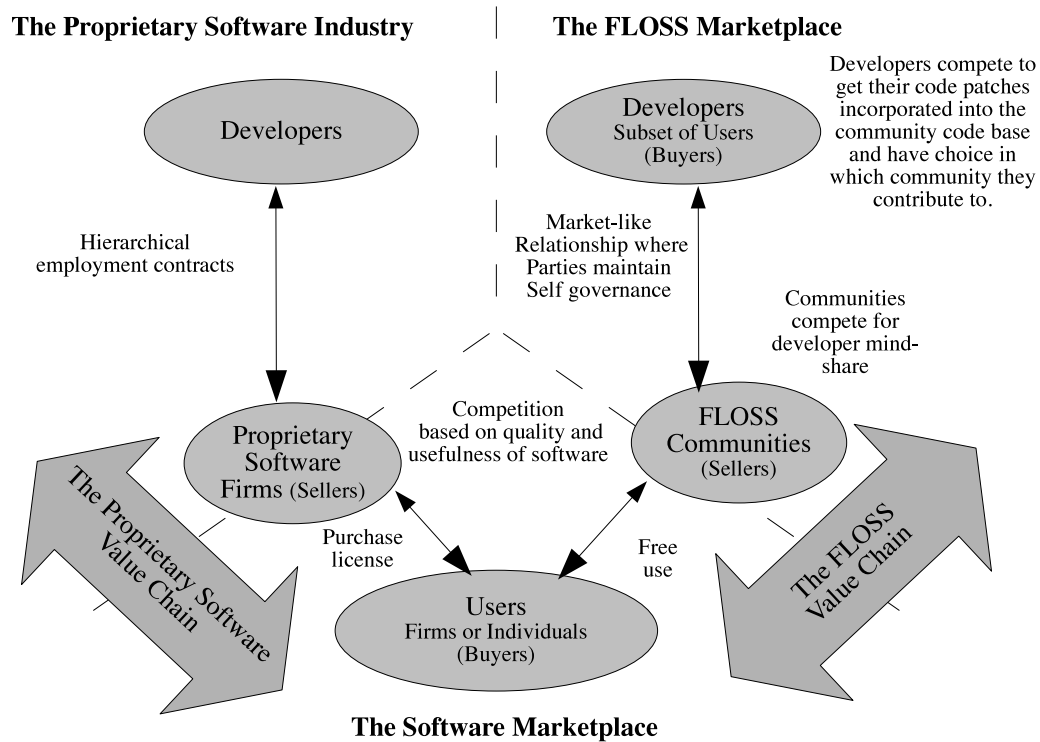 The Proprietary Software Industry
The FLOSS Marketplace
Developers
Developers
Subset of Users
(Buyers)
Developers compete to
get their code patches
incorporated into the
community code base
and have choice in
which community they
contribute to.
Hierarchical
employment contracts
Market-like
Relationship where
Parties maintain
Self governance
Communities
compete for
developer mind-
share
Proprietary
Software
Firms (Sellers)
Competition
based on quality and
usefulness of software
FLOSS
Communities
(Sellers)
The Proprietary Software
Value Chain
Purchase
license
Free
use
The FLOSS
Value Chain
Users
Firms or Individuals
(Buyers)
The Software Marketplace